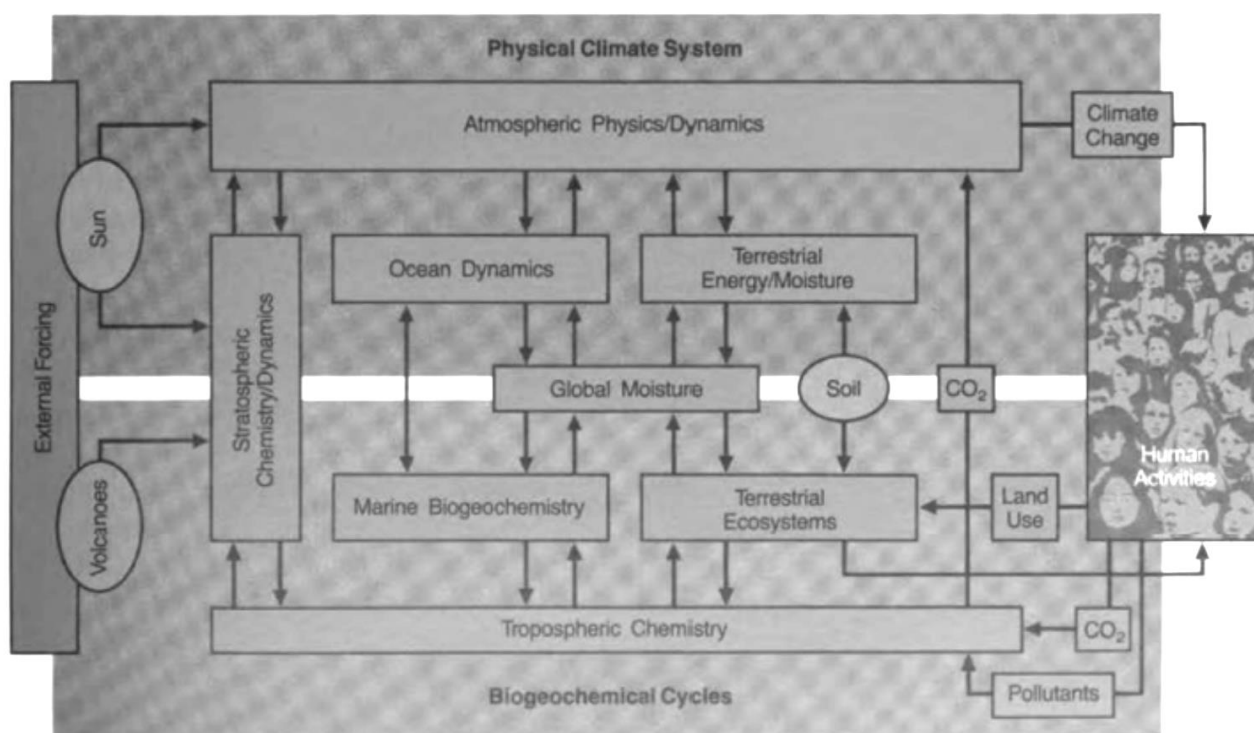 Physical Climate System
Atmospheric Physics/Dynamics
Climate
Change
External Forcing
Sun
Volcanoes
Stratospheric
Chemistry/Dynamics
Ocean Dynamics
Terrestrial
Energy/Moisture
Global Moisture
Soil
CO₂
Human
Activities
Marine Biogeochemistry
Terrestrial
Ecosystems
Land
Use
Tropospheric Chemistry
CO₂
Pollutants
Biogeochemical Cycles